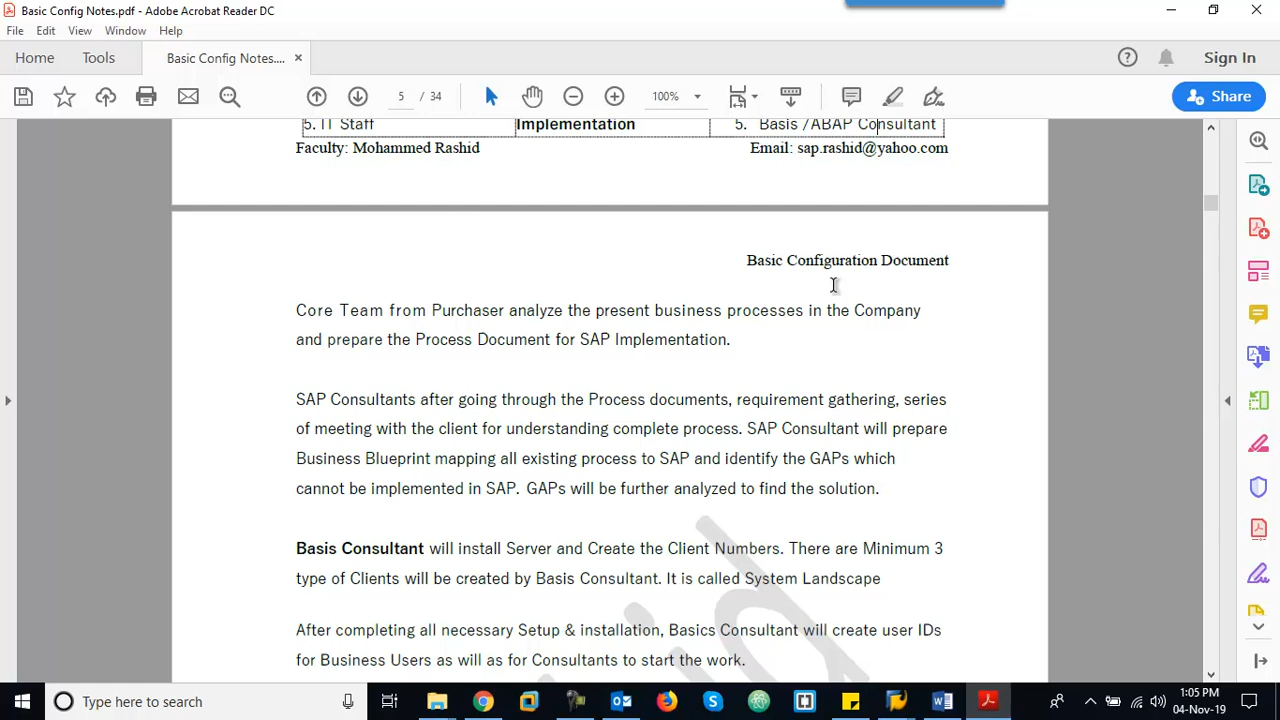 Basic Config Notes.pdf - Adobe Acrobat Reader DC
File Edit View Window Help
Home Tools Basic Config Notes.... × Sign In
5 / 34 100% Share
5. IT Staff Implementation 5. Basis /ABAP Consultant
Faculty: Mohammed Rashid Email: sap.rashid@yahoo.com
Basic Configuration Document
Core Team from Purchaser analyze the present business processes in the Company
and prepare the Process Document for SAP Implementation.
SAP Consultants after going through the Process documents, requirement gathering, series
of meeting with the client for understanding complete process. SAP Consultant will prepare
Business Blueprint mapping all existing process to SAP and identify the GAPs which
cannot be implemented in SAP. GAPs will be further analyzed to find the solution.
Basis Consultant will install Server and Create the Client Numbers. There are Minimum 3
type of Clients will be created by Basis Consultant. It is called System Landscape
After completing all necessary Setup & installation, Basics Consultant will create user IDs
for Business Users as will as for Consultants to start the work.
Type here to search
1:05 PM
04-Nov-19